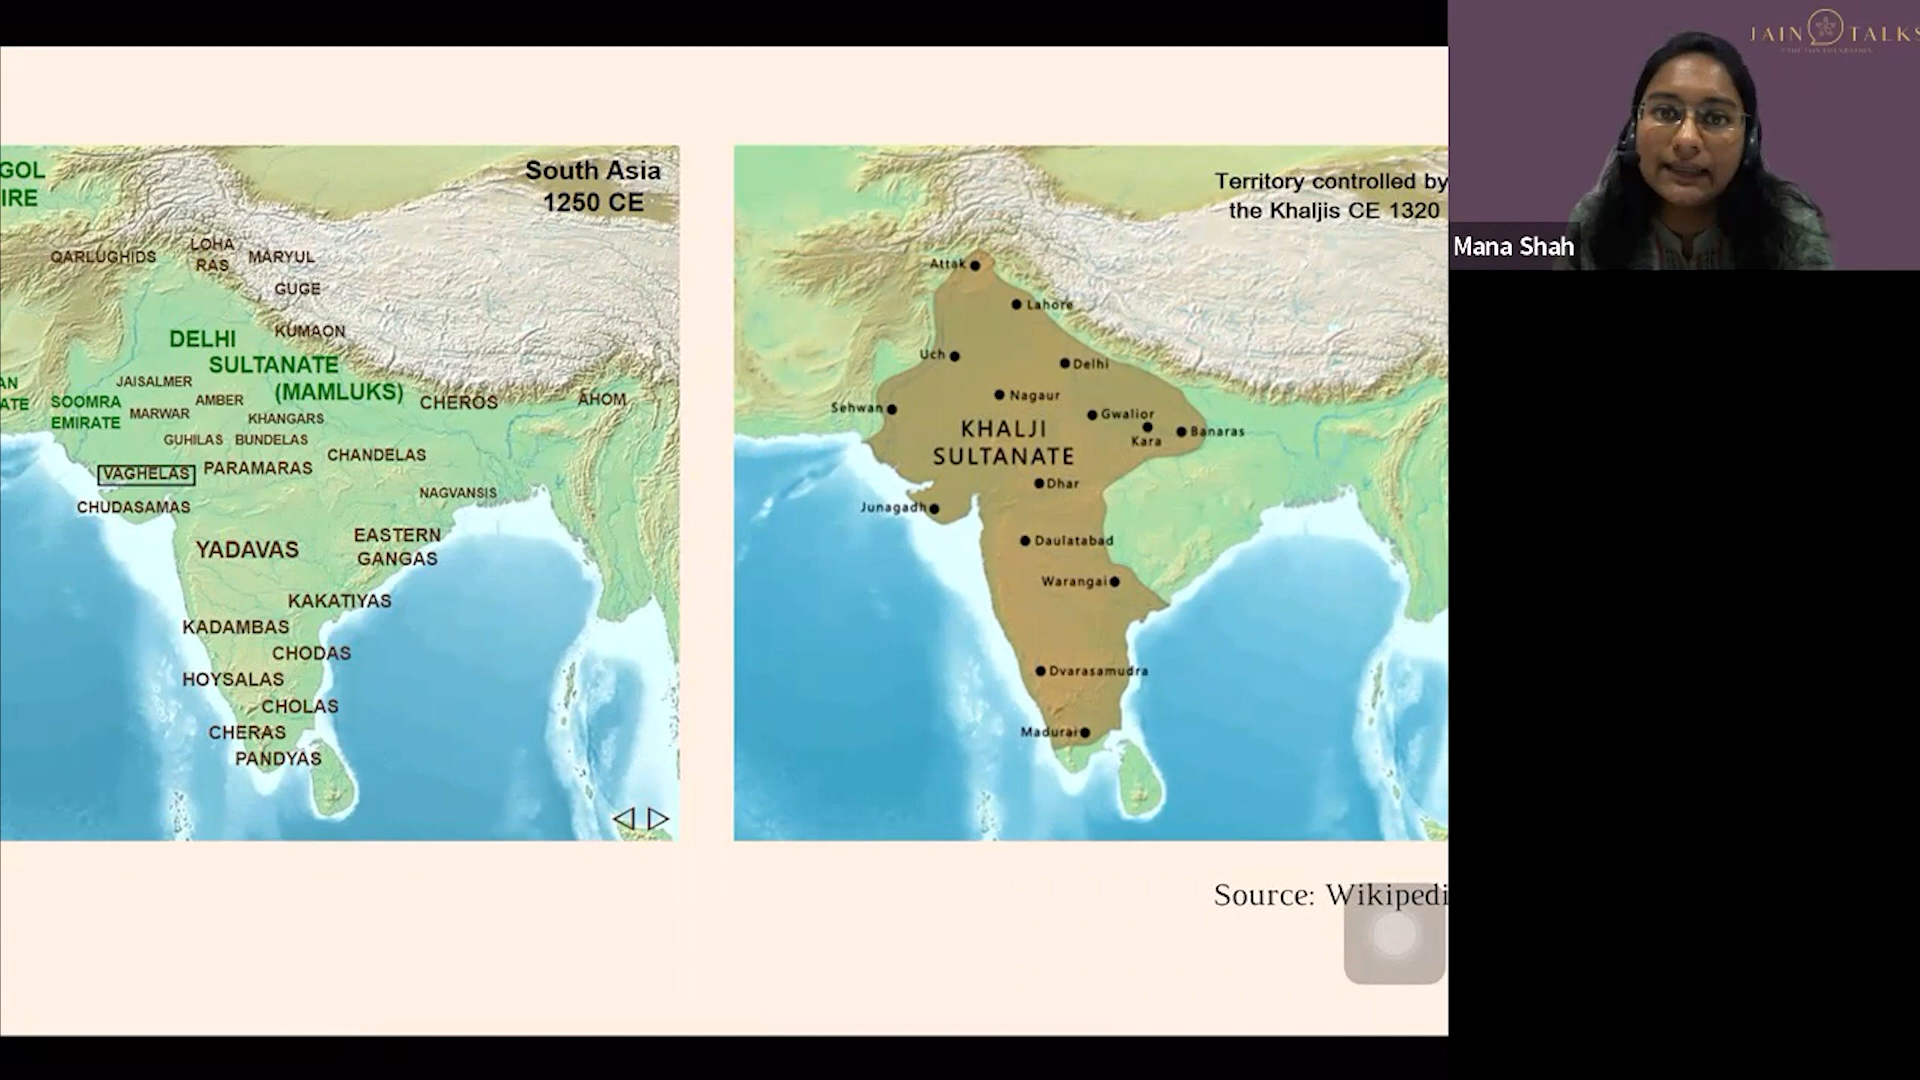 GOL
IRE
South Asia
1250 CE
QARLUGHIDS
LOHA
RAS
MARYUL
GUGE
KUMAON
DELHI
SULTANATE
(MAMLUKS)
JAISALMER
AN
ATE
SOOMRA
EMIRATE
AMBER
MARWAR
KHANGARS
CHEROS
AHOM
GUHILAS
BUNDELAS
CHANDELAS
VAGHELAS
PARAMARAS
NAGVANSIS
CHUDASAMAS
YADAVAS
EASTERN
GANGAS
KAKATIYAS
KADAMBAS
CHODAS
HOYSALAS
CHOLAS
CHERAS
PANDYAS
Territory controlled by
the Khaljis CE 1320
Attak
Lahore
Uch
Delhi
Nagaur
Sehwan
Gwalior
Kara
Banaras
KHALJI
SULTANATE
Dhar
Junagadh
Daulatabad
Warangal
Dvarasamudra
Madurai
Source: Wikipedi
JAIN TALKS
Mana Shah